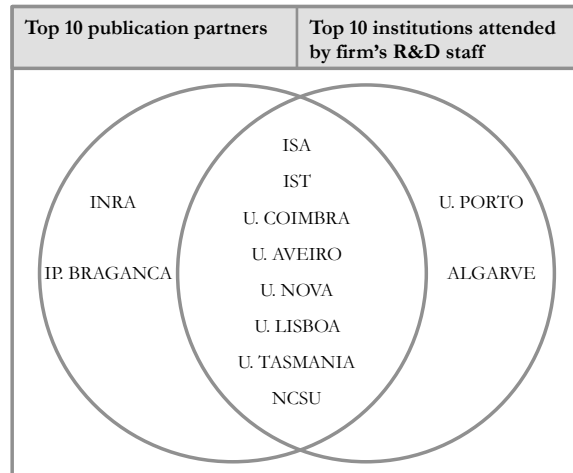 Top 10 publication partners
Top 10 institutions attended
by firm's R&D staff
ISA
IST
INRA
U. COIMBRA
U. PORTO
U. AVEIRO
IP. BRAGANCA
ALGARVE
U. NOVA
U. LISBOA
U. TASMANIA
NCSU